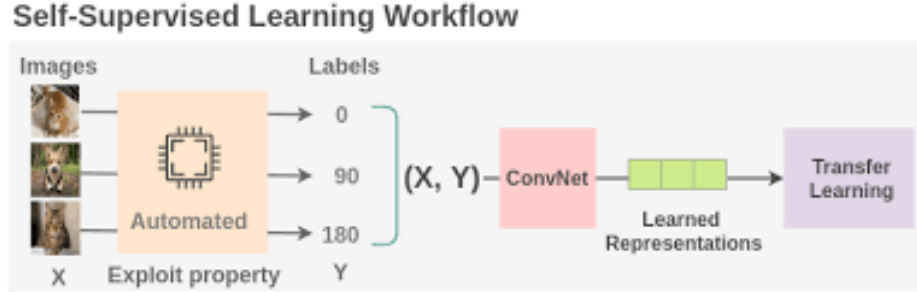 Self-Supervised Learning Workflow
Images
Labels
0
90
180
Automated
X
Exploit property
Y
(X, Y)
ConvNet
Learned
Representations
Transfer
Learning